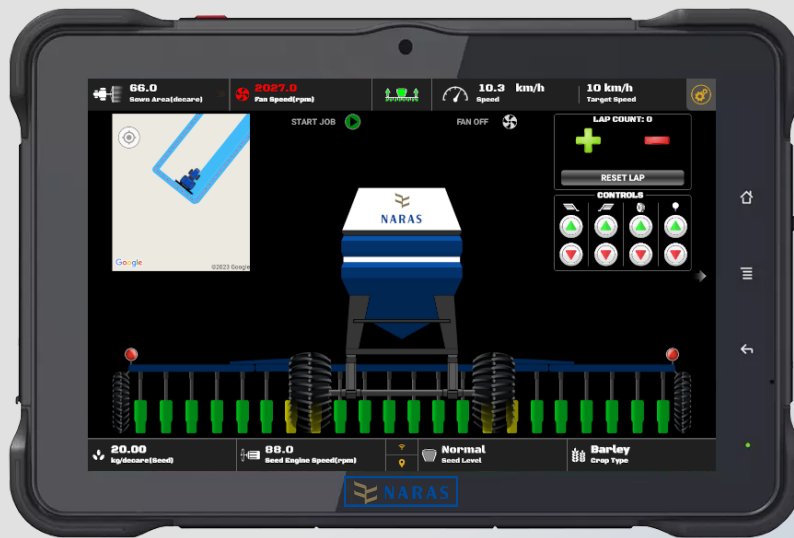 66.0
Sown Area(decare)
2027.0
Fan Speed(rpm)
10.3 km/h
Speed
10 km/h
Target Speed
START JOB
FAN OFF
LAP COUNT: 0
RESET LAP
CONTROLS
NARAS
Google
©2023 Google
20.00
kg/decare(Seed)
88.0
Seed Engine Speed(rpm)
Normal
Seed Level
Barley
Crop Type
NARAS